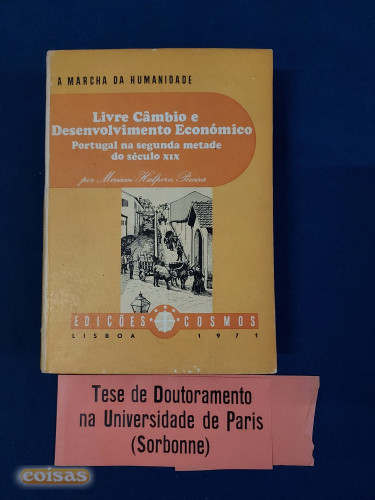 A MARCHA DA HUMANIDADE
Livre Câmbio e
Desenvolvimento Económico
Portugal na segunda metade
do século XIX
por Miriam Halpern Pereira
EDIÇÕES COSMOS
LISBOA 1971
Tese de Doutoramento
na Universidade de Paris
(Sorbonne)
coisas